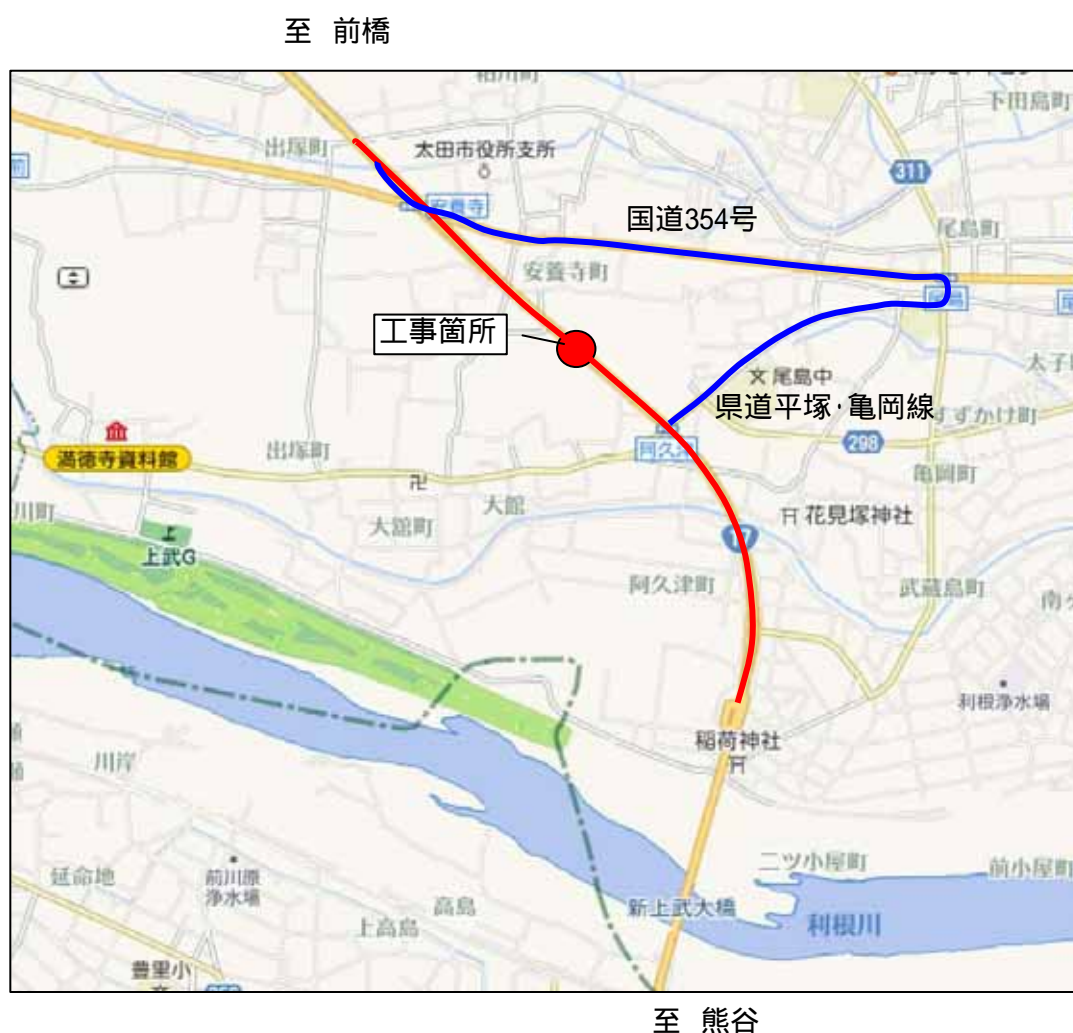 至 前橋
下田島町
出塚町
太田市役所支所
311
安養寺
国道354号
尾島町
安養寺町
尾島
工事箇所
文 尾島中
県道平塚・亀岡線
すずかけ町
阿久津
298
満徳寺資料館
出塚町
卍
亀岡町
大舘
花見塚神社
大舘町
川町
上武G
17
阿久津町
武蔵島町
利根浄水場
稲荷神社
川岸
二ツ小屋町
前小屋町
延命地
前川原
浄水場
高島
新上武大橋
上高島
利根川
豊里小
至 熊谷